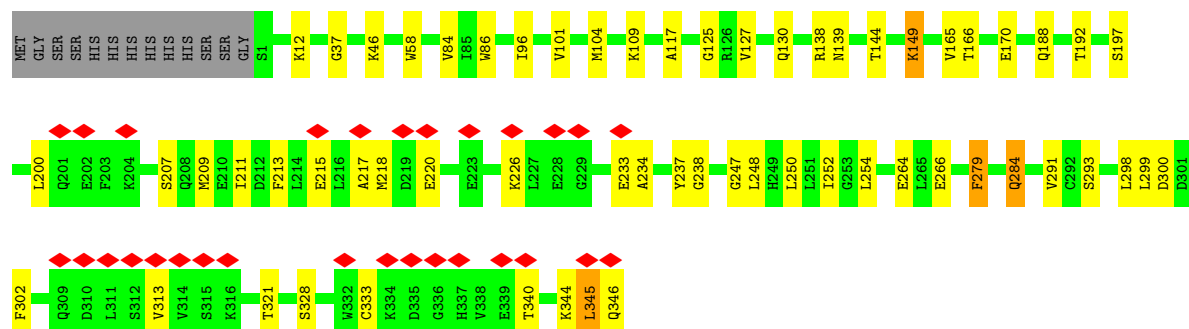 MET GLY SER SER HIS HIS HIS HIS HIS HIS SER SER GLY S1 K12 G37 K46 W58 V84 I85 W86 I96 V101 M104 K109 A117 G125 R126 V127 Q130 R138 N139 T144 K149 V165 T166 E170 Q188 T192 S197
L200 Q201 E202 F203 K204 S207 Q208 M209 E210 I211 D212 F213 L214 E215 L216 A217 M218 D219 E220 E223 K226 L227 E228 G229 E233 A234 Y237 G238 G247 L248 H249 L250 L251 I252 G253 L254 E264 L265 E266 F279 Q284 V291 C292 S293 L298 L299 D300 D301
F302 Q309 D310 L311 S312 V313 V314 S315 K316 T321 S328 W332 C333 K334 D335 G336 H337 V338 E339 T340 K344 L345 Q346